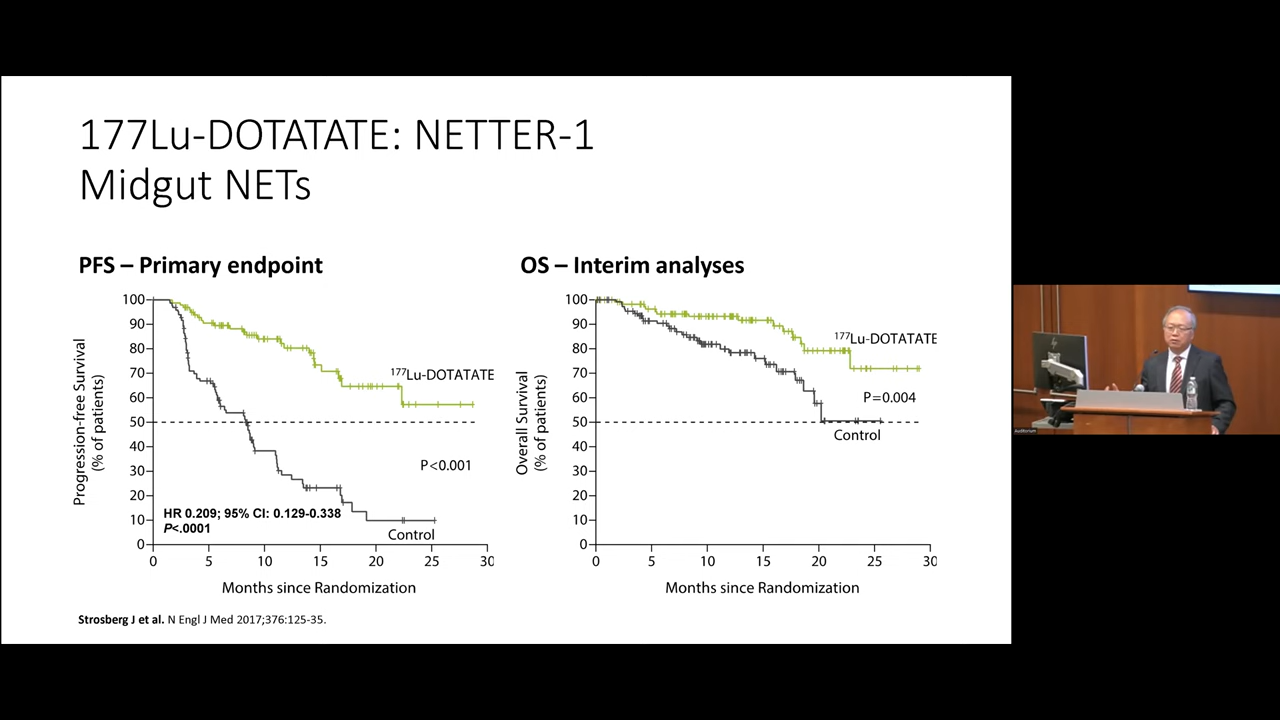 177Lu-DOTATATE: NETTER-1
Midgut NETs
PFS – Primary endpoint
Progression-free Survival
(% of patients)
100
90
80
70
60
50
40
30
20
10
0
177Lu-DOTATATE
P<0.001
HR 0.209; 95% CI: 0.129-0.338
P<.0001
Control
0 5 10 15 20 25 30
Months since Randomization
OS – Interim analyses
Overall Survival
(% of patients)
100
90
80
70
60
50
40
30
20
10
0
177Lu-DOTATATE
P=0.004
Control
0 5 10 15 20 25 30
Months since Randomization
Strosberg J et al. N Engl J Med 2017;376:125-35.
Auditorium